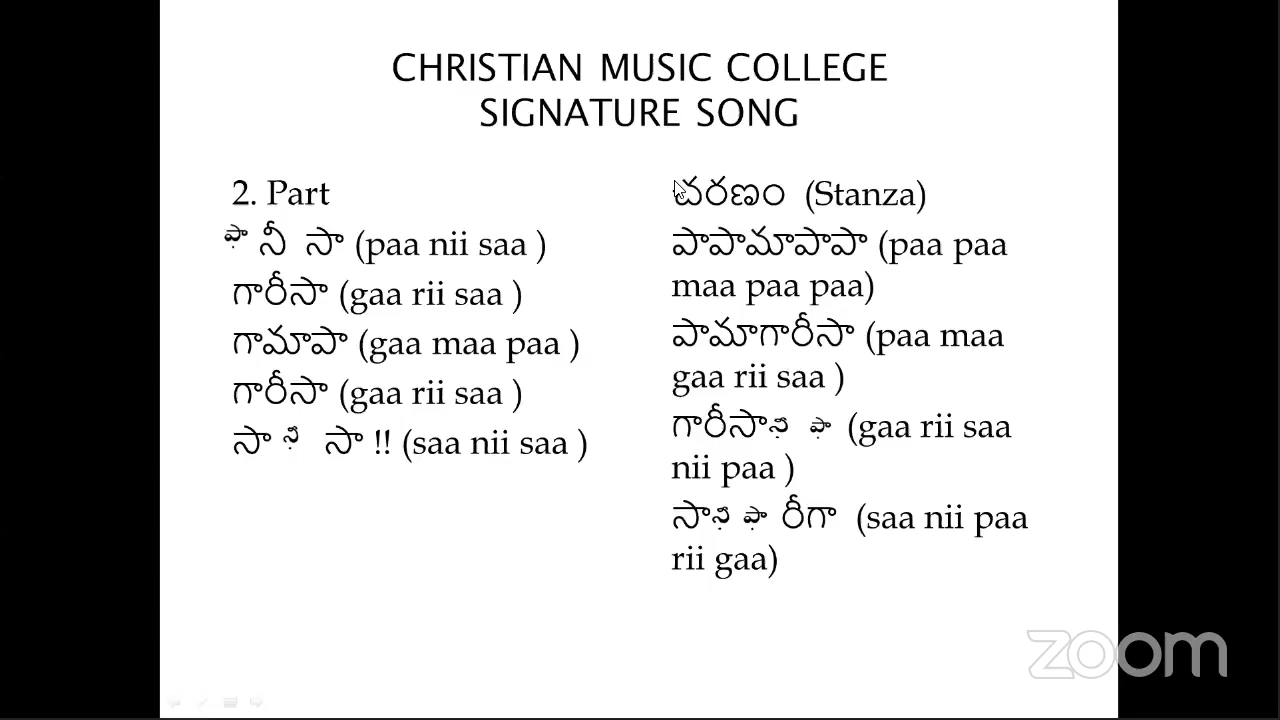 CHRISTIAN MUSIC COLLEGE
SIGNATURE SONG
2. Part
పా నీ సా (paa nii saa )
గారీసా (gaa rii saa )
గామాపా (gaa maa paa )
గారీసా (gaa rii saa )
సా ని సా !! (saa nii saa )
చరణం (Stanza)
పాపామాపాపా (paa paa
maa paa paa)
పామాగారీసా (paa maa
gaa rii saa )
గారీసాని పా (gaa rii saa
nii paa )
సాని పా రీగా (saa nii paa
rii gaa)
zoom